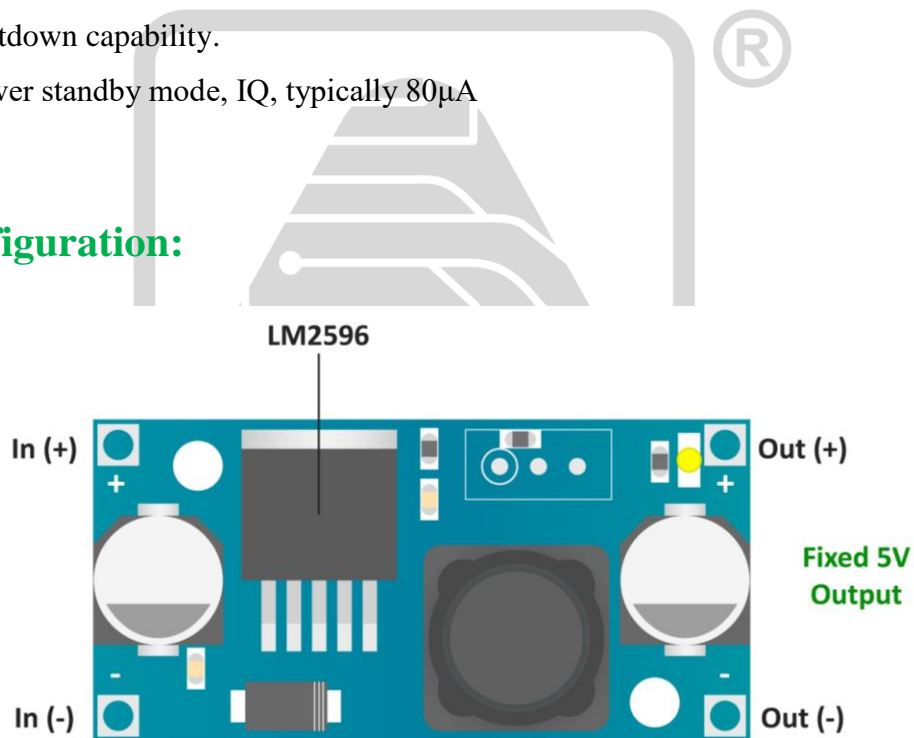 tdown capability.
ver standby mode, IQ, typically 80µA
®
figuration:
LM2596
In (+)
Out (+)
+
+
Fixed 5V
Output
-
-
In (-)
Out (-)